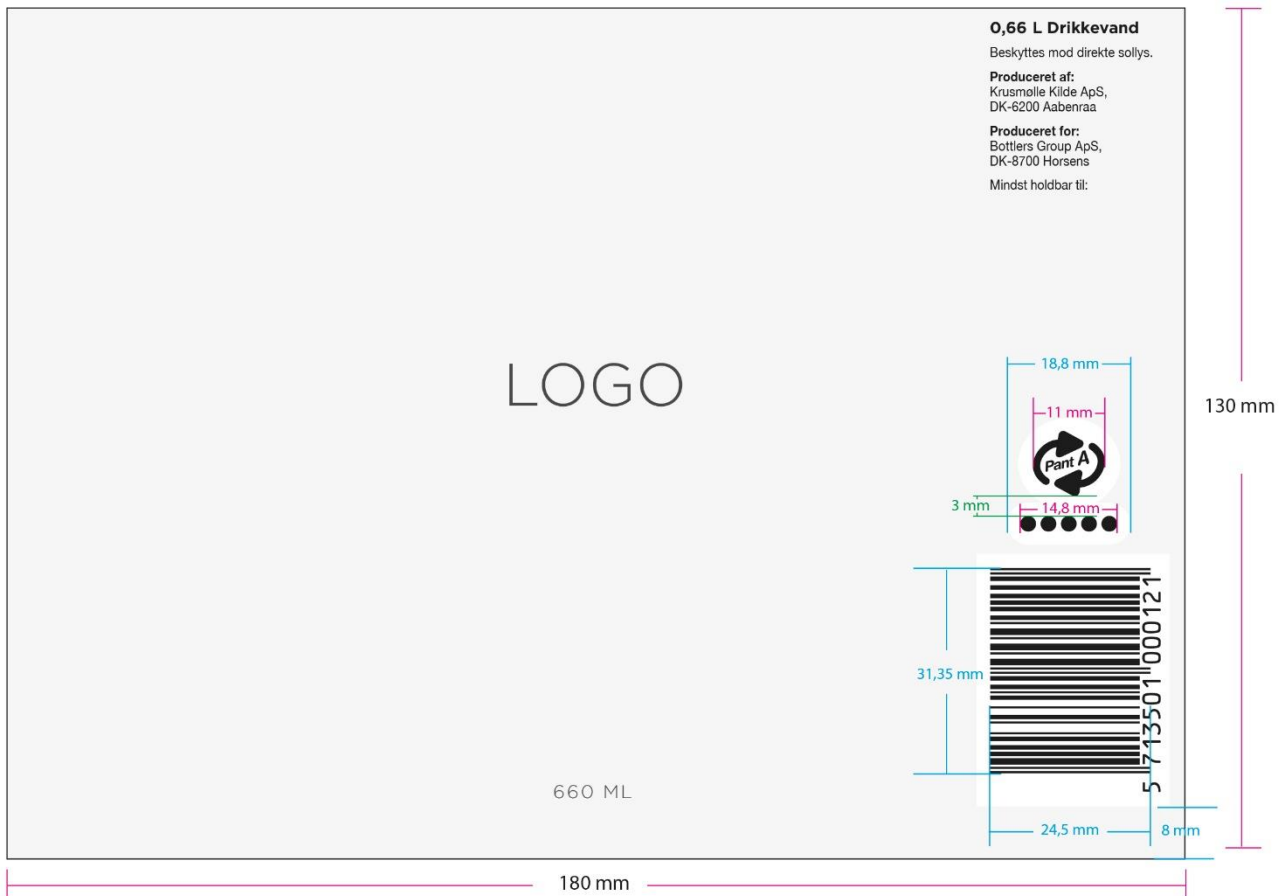 0,66 L Drikkevand
Beskyttes mod direkte sollys.
Produceret af:
Krusmølle Kilde ApS,
DK-6200 Aabenraa
Produceret for:
Bottlers Group ApS,
DK-8700 Horsens
Mindst holdbar til:
LOGO
130 mm
18,8 mm
11 mm
Pant A
3 mm
14,8 mm
31,35 mm
5 713501 000121
660 ML
24,5 mm
8 mm
180 mm